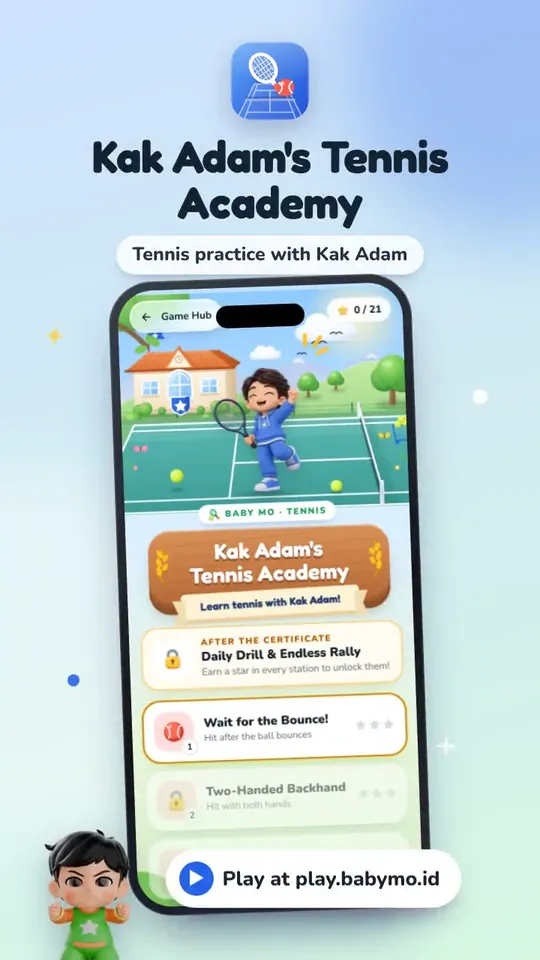 Kak Adam's Tennis
Academy
Tennis practice with Kak Adam
← Game Hub
0 / 21
BABY MO · TENNIS
Kak Adam's
Tennis Academy
Learn tennis with Kak Adam!
AFTER THE CERTIFICATE
Daily Drill & Endless Rally
Earn a star in every station to unlock them!
Wait for the Bounce!
Hit after the ball bounces
1
Two-Handed Backhand
Hit with both hands
2
Play at play.babymo.id